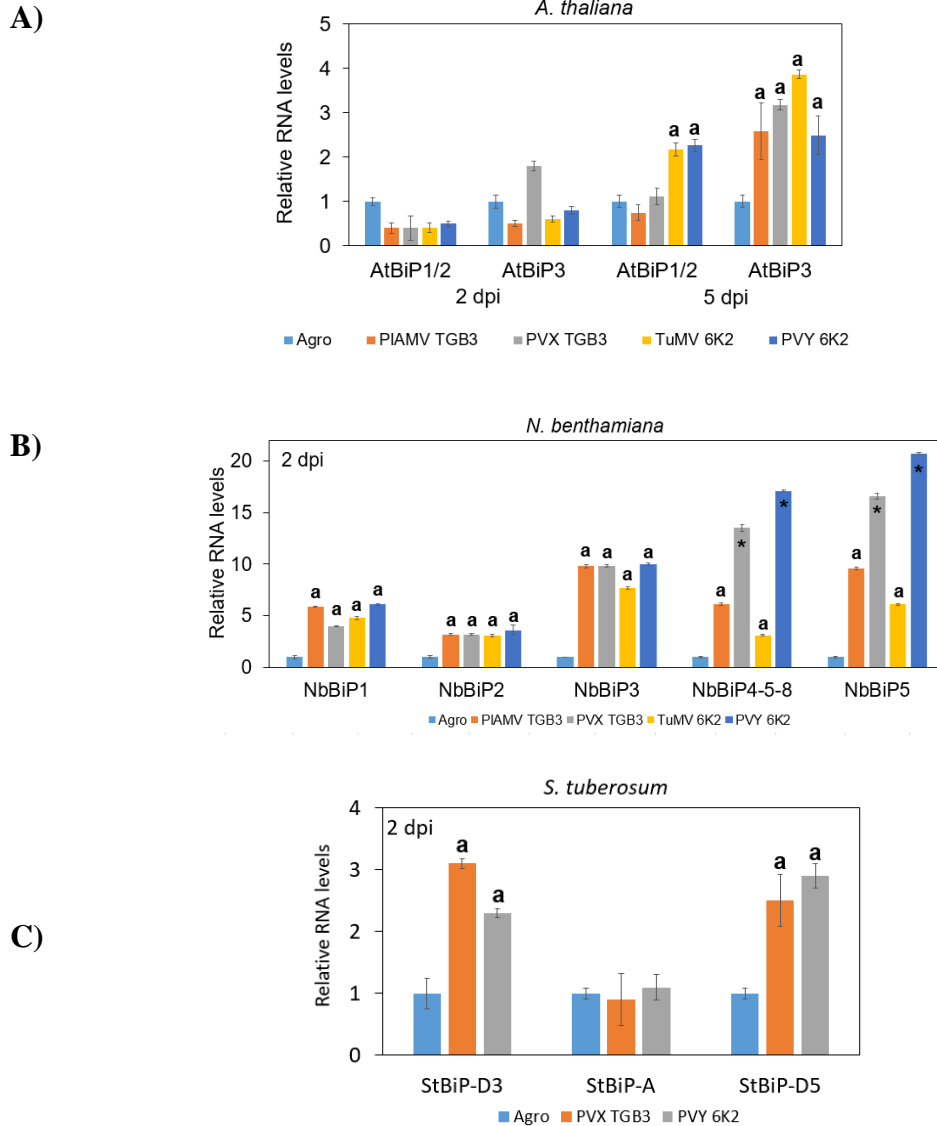 A)
A. thaliana
Relative RNA levels
5
4
3
2
1
0
a a
a a a a
AtBiP1/2 AtBiP3 AtBiP1/2 AtBiP3
2 dpi 5 dpi
Agro PlAMV TGB3 PVX TGB3 TuMV 6K2 PVY 6K2
B)
N. benthamiana
2 dpi
Relative RNA levels
20
15
10
5
0
a a a a
a a a a
a a a a
a * a *
a * a *
NbBiP1 NbBiP2 NbBiP3 NbBiP4-5-8 NbBiP5
Agro PlAMV TGB3 PVX TGB3 TuMV 6K2 PVY 6K2
C)
S. tuberosum
2 dpi
Relative RNA levels
4
3
2
1
0
a a
a a
StBiP-D3 StBiP-A StBiP-D5
Agro PVX TGB3 PVY 6K2